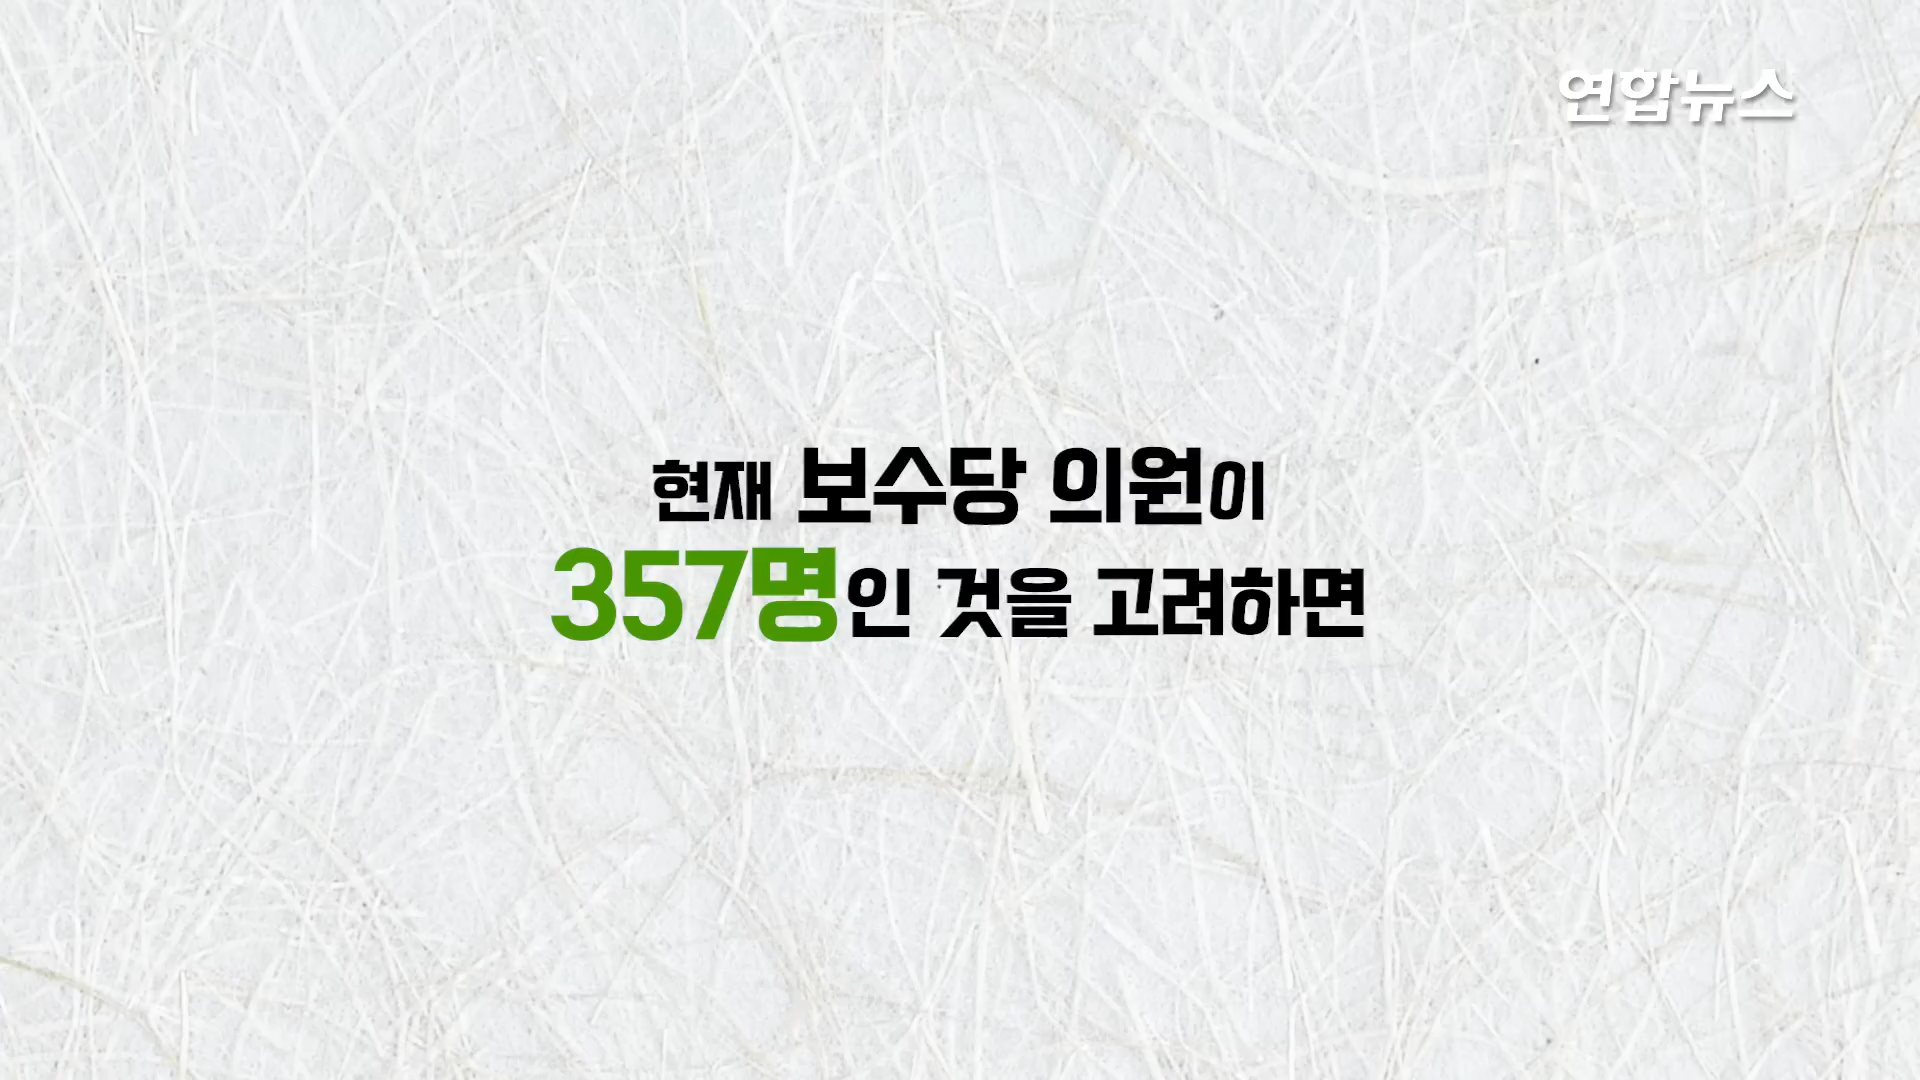 연합뉴스
현재 보수당 의원이
357명인 것을 고려하면